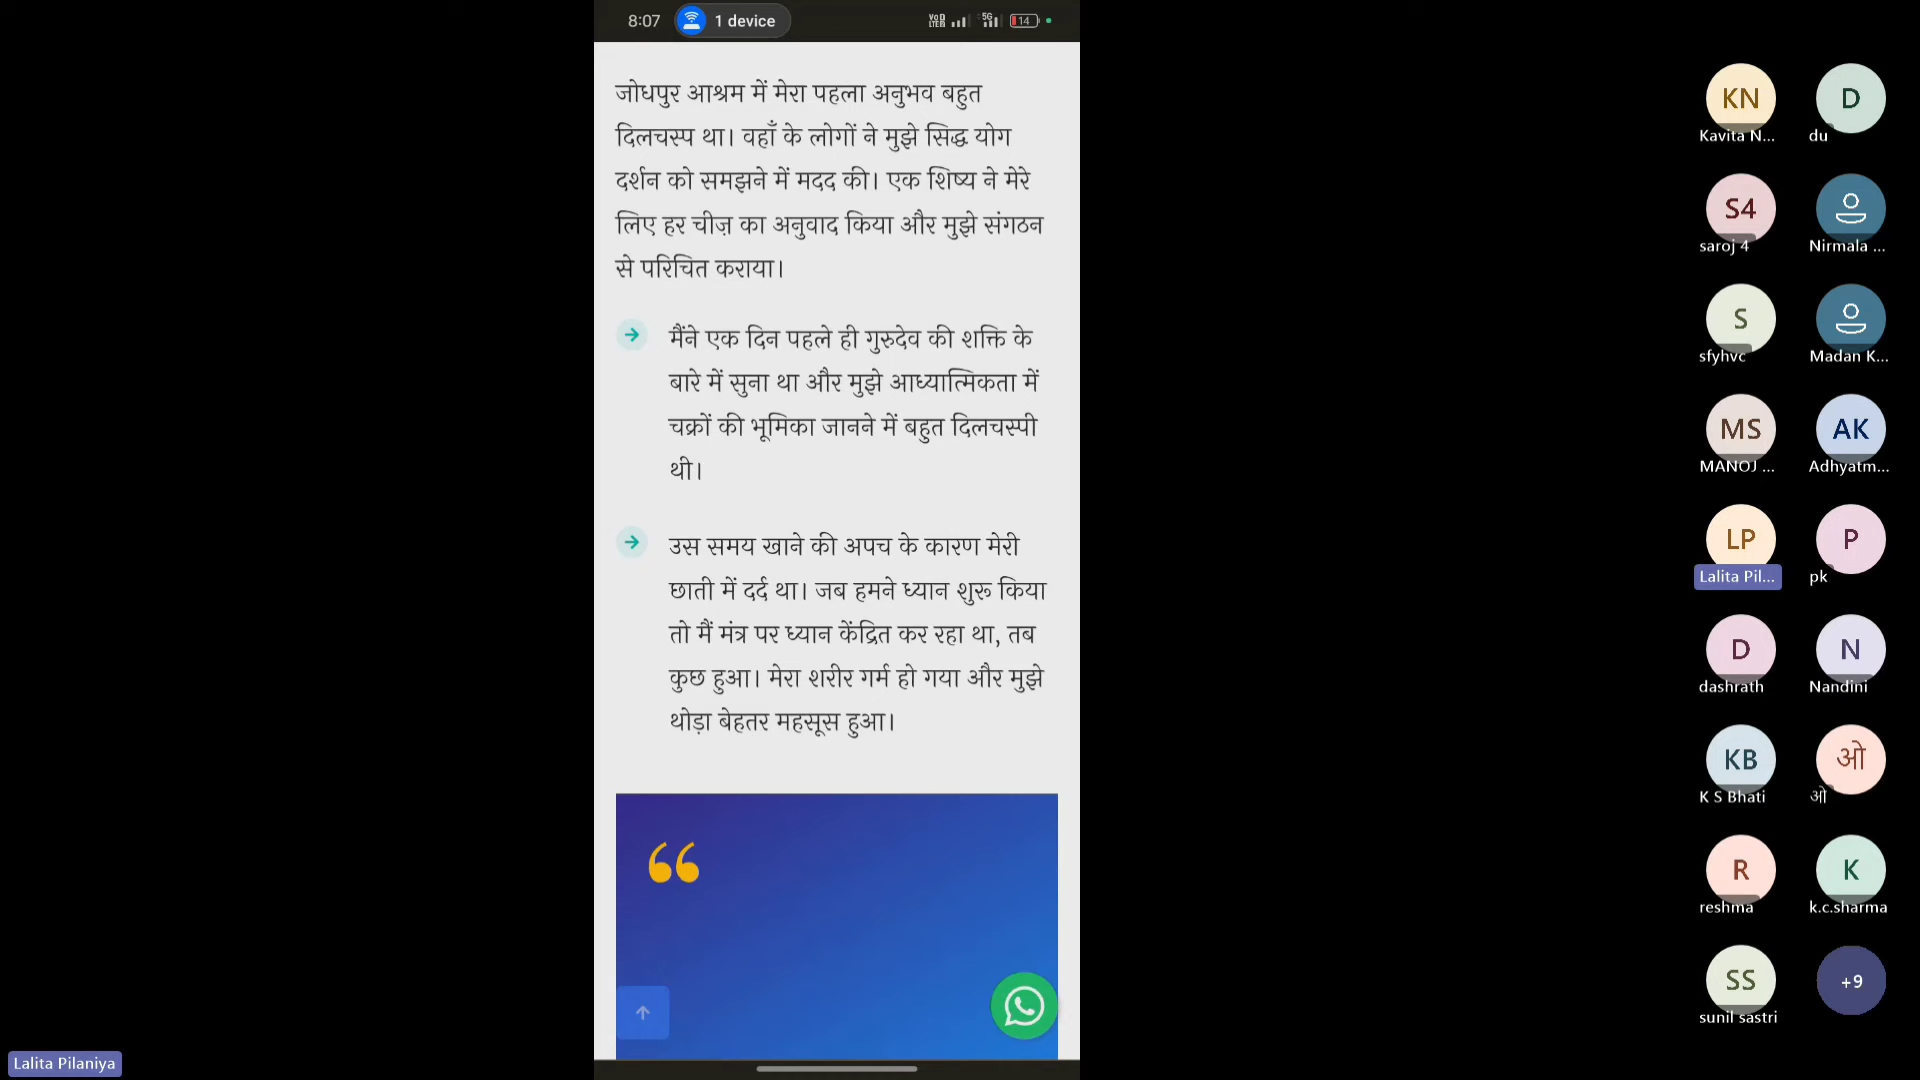 8:07
1 device
VoD LTE2
5G
14
जोधपुर आश्रम में मेरा पहला अनुभव बहुत
दिलचस्प था। वहाँ के लोगों ने मुझे सिद्ध योग
दर्शन को समझने में मदद की। एक शिष्य ने मेरे
लिए हर चीज़ का अनुवाद किया और मुझे संगठन
से परिचित कराया।
मैंने एक दिन पहले ही गुरुदेव की शक्ति के
बारे में सुना था और मुझे आध्यात्मिकता में
चक्रों की भूमिका जानने में बहुत दिलचस्पी
थी।
उस समय खाने की अपच के कारण मेरी
छाती में दर्द था। जब हमने ध्यान शुरू किया
तो मैं मंत्र पर ध्यान केंद्रित कर रहा था, तब
कुछ हुआ। मेरा शरीर गर्म हो गया और मुझे
थोड़ा बेहतर महसूस हुआ।
“
KN
Kavita N...
D
du
S4
saroj 4
Nirmala ...
S
sfyhvc
Madan K...
MS
MANOJ ...
AK
Adhyatm...
LP
Lalita Pil...
P
pk
D
dashrath
N
Nandini
KB
K S Bhati
ओ
ओ
R
reshma
K
k.c.sharma
SS
sunil sastri
+9
Lalita Pilaniya